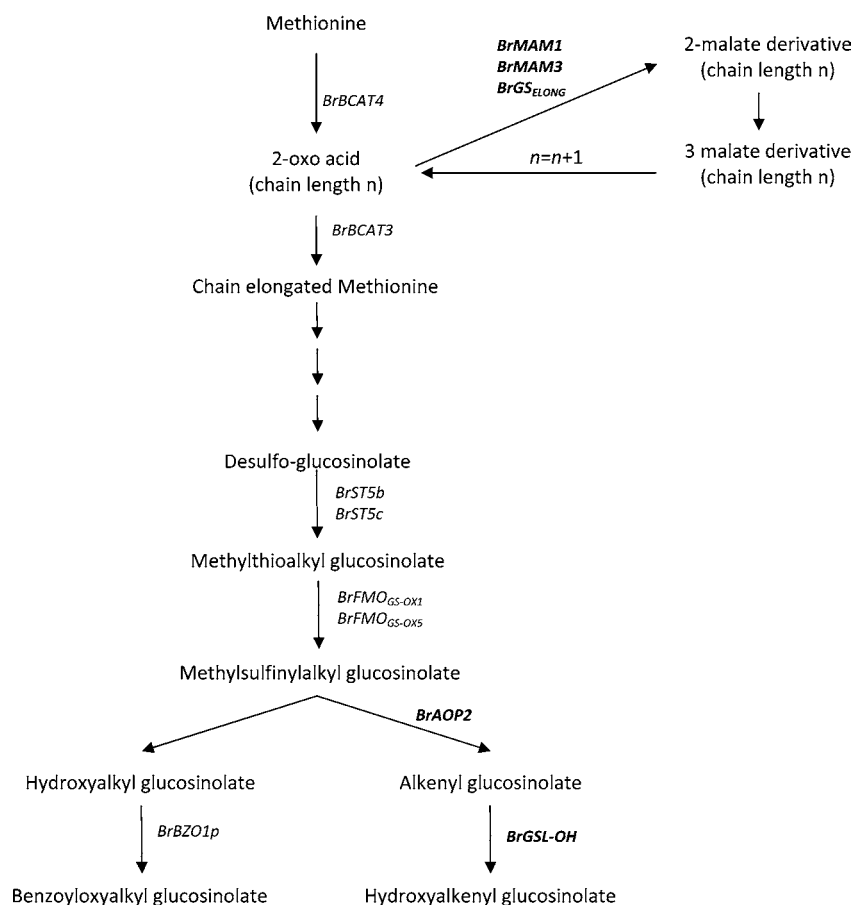 Methionine
BrBCAT4
BrMAM1
BrMAM3
BrGSELONG
2-malate derivative
(chain length n)
2-oxo acid
(chain length n)
n=n+1
3 malate derivative
(chain length n)
BrBCAT3
Chain elongated Methionine
Desulfo-glucosinolate
BrST5b
BrST5c
Methylthioalkyl glucosinolate
BrFMOGS-OX1
BrFMOGS-OX5
Methylsulfinylalkyl glucosinolate
BrAOP2
Hydroxyalkyl glucosinolate
Alkenyl glucosinolate
BrBZO1p
BrGSL-OH
Benzoyloxyalkyl glucosinolate
Hydroxyalkenyl glucosinolate